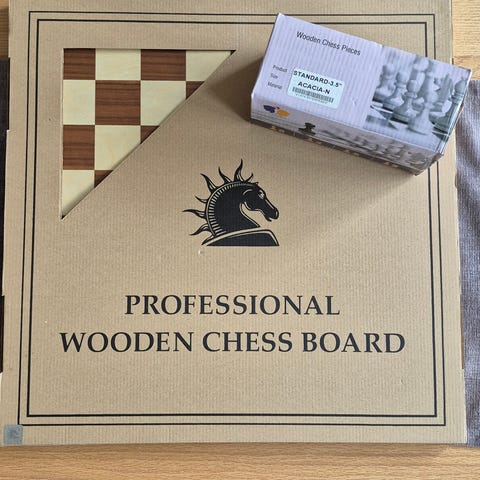 Wooden Chess Pieces
Product
Size
Material
STANDARD-3.5"
ACACIA-N
PROFESSIONAL
WOODEN CHESS BOARD